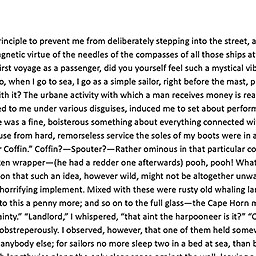 rinciple to prevent me from deliberately stepping into the street, a
gnetic virtue of the needles of the compasses of all those ships at
irst voyage as a passenger, did you yourself feel such a mystical vib
o, when I go to sea, I go as a simple sailor, right before the mast, p
ith it? The urbane activity with which a man receives money is rea
ed to me under various disguises, induced me to set about perform
e was a fine, boisterous something about everything connected wi
use from hard, remorseless service the soles of my boots were in a
r Coffin." Coffin?—Spouter?—Rather ominous in that particular co
en wrapper—(he had a redder one afterwards) pooh, pooh! What
on that such an idea, however wild, might not be altogether unwa
horrifying implement. Mixed with these were rusty old whaling lan
to this a penny more; and so on to the full glass—the Cape Horn m
ainty." "Landlord," I whispered, "that aint the harpooneer is it?" "O
obstreperously. I observed, however, that one of them held somew
anybody else; for sailors no more sleep two in a bed at sea, than b